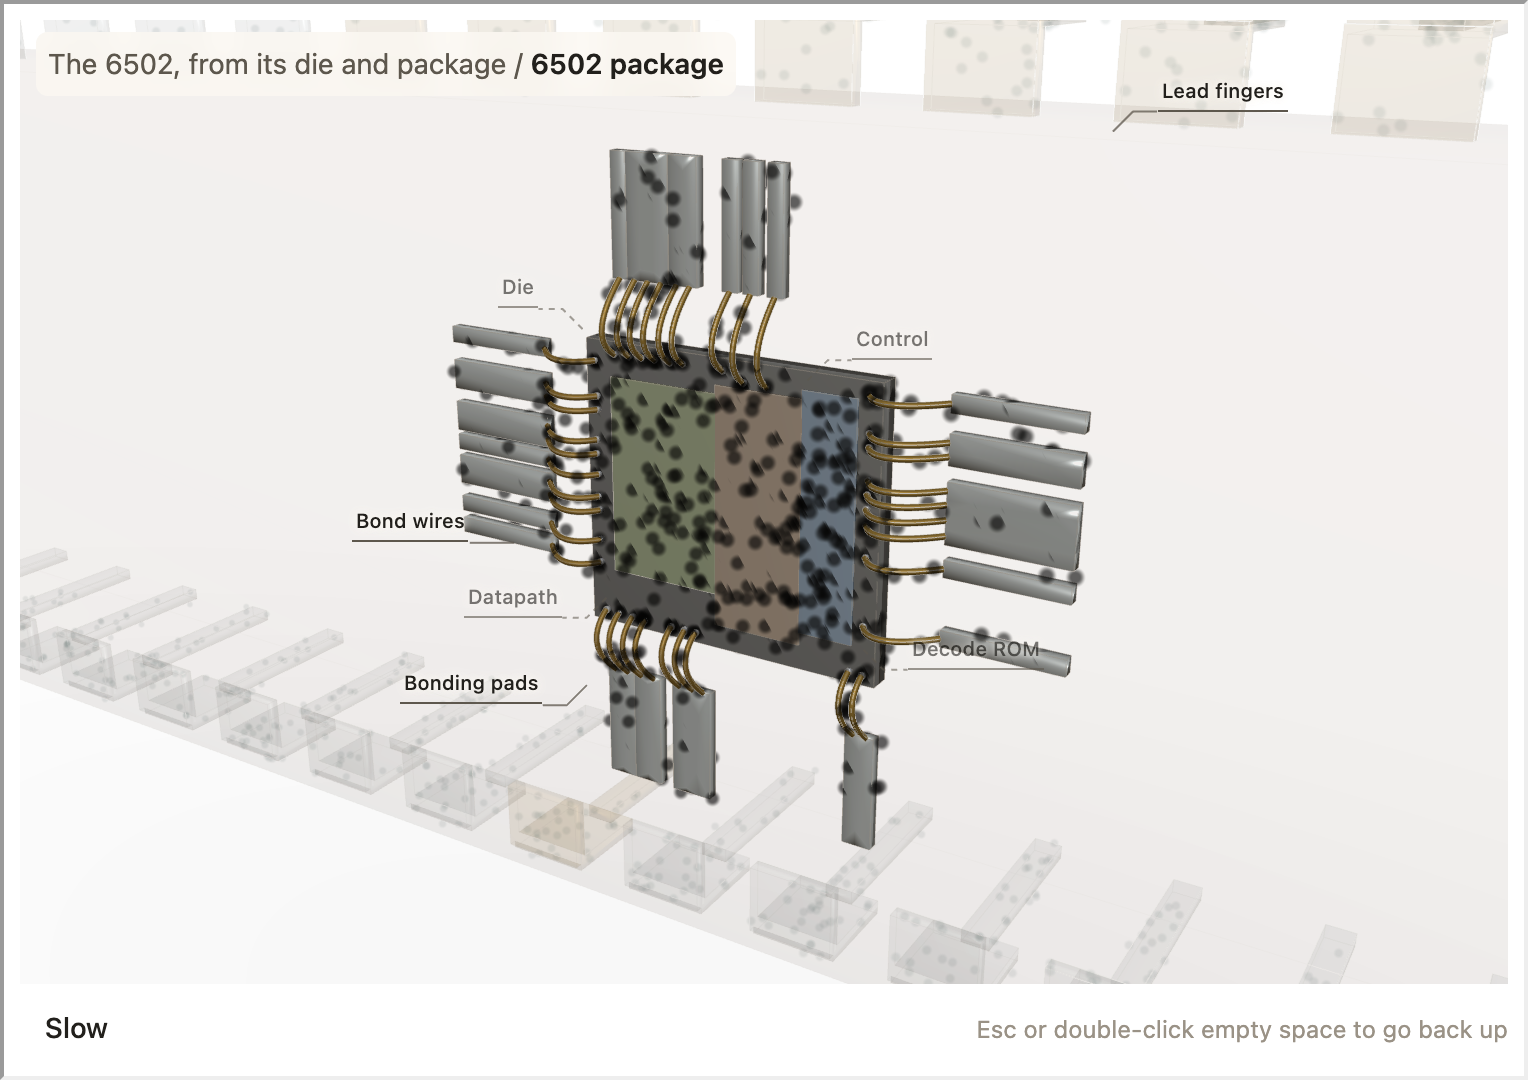 The 6502, from its die and package / 6502 package
Lead fingers
Die
Control
Bond wires
Datapath
Decode ROM
Bonding pads
Slow
Esc or double-click empty space to go back up